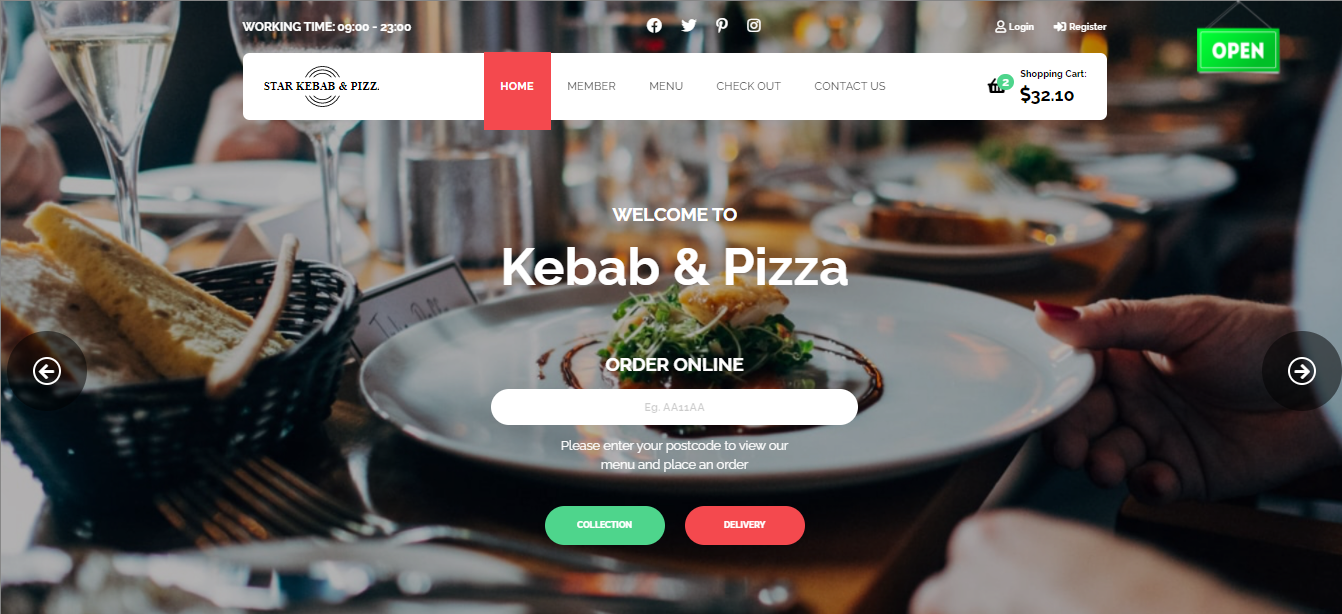 WORKING TIME: 09:00 - 23:00
Login
Register
OPEN
STAR KEBAB & PIZZ.
HOME
MEMBER
MENU
CHECK OUT
CONTACT US
2
Shopping Cart:
$32.10
WELCOME TO
Kebab & Pizza
ORDER ONLINE
Eg. AA11AA
Please enter your postcode to view our
menu and place an order
COLLECTION
DELIVERY